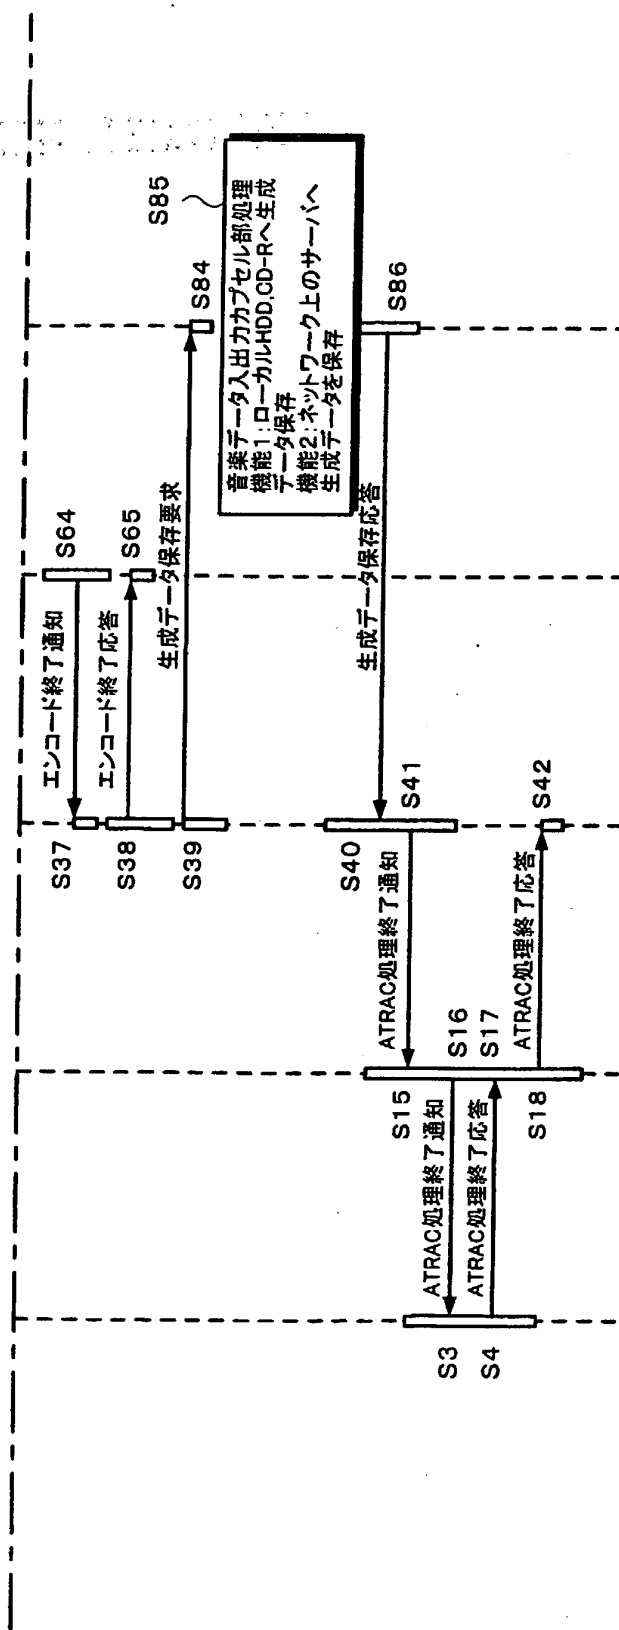 S64
エンコード終了通知
S37
S65
エンコード終了応答
S38
S84
生成データ保存要求
S39
S85
音楽データ入出力カプセル部処理
機能1:ローカルHDD,CD-Rへ生成
データ保存
機能2:ネットワーク上のサーバへ
生成データを保存
S86
生成データ保存応答
S40
S41
ATRAC処理終了通知
S15
S16
ATRAC処理終了通知
S3
S17
ATRAC処理終了応答
S4
S42
ATRAC処理終了応答
S18